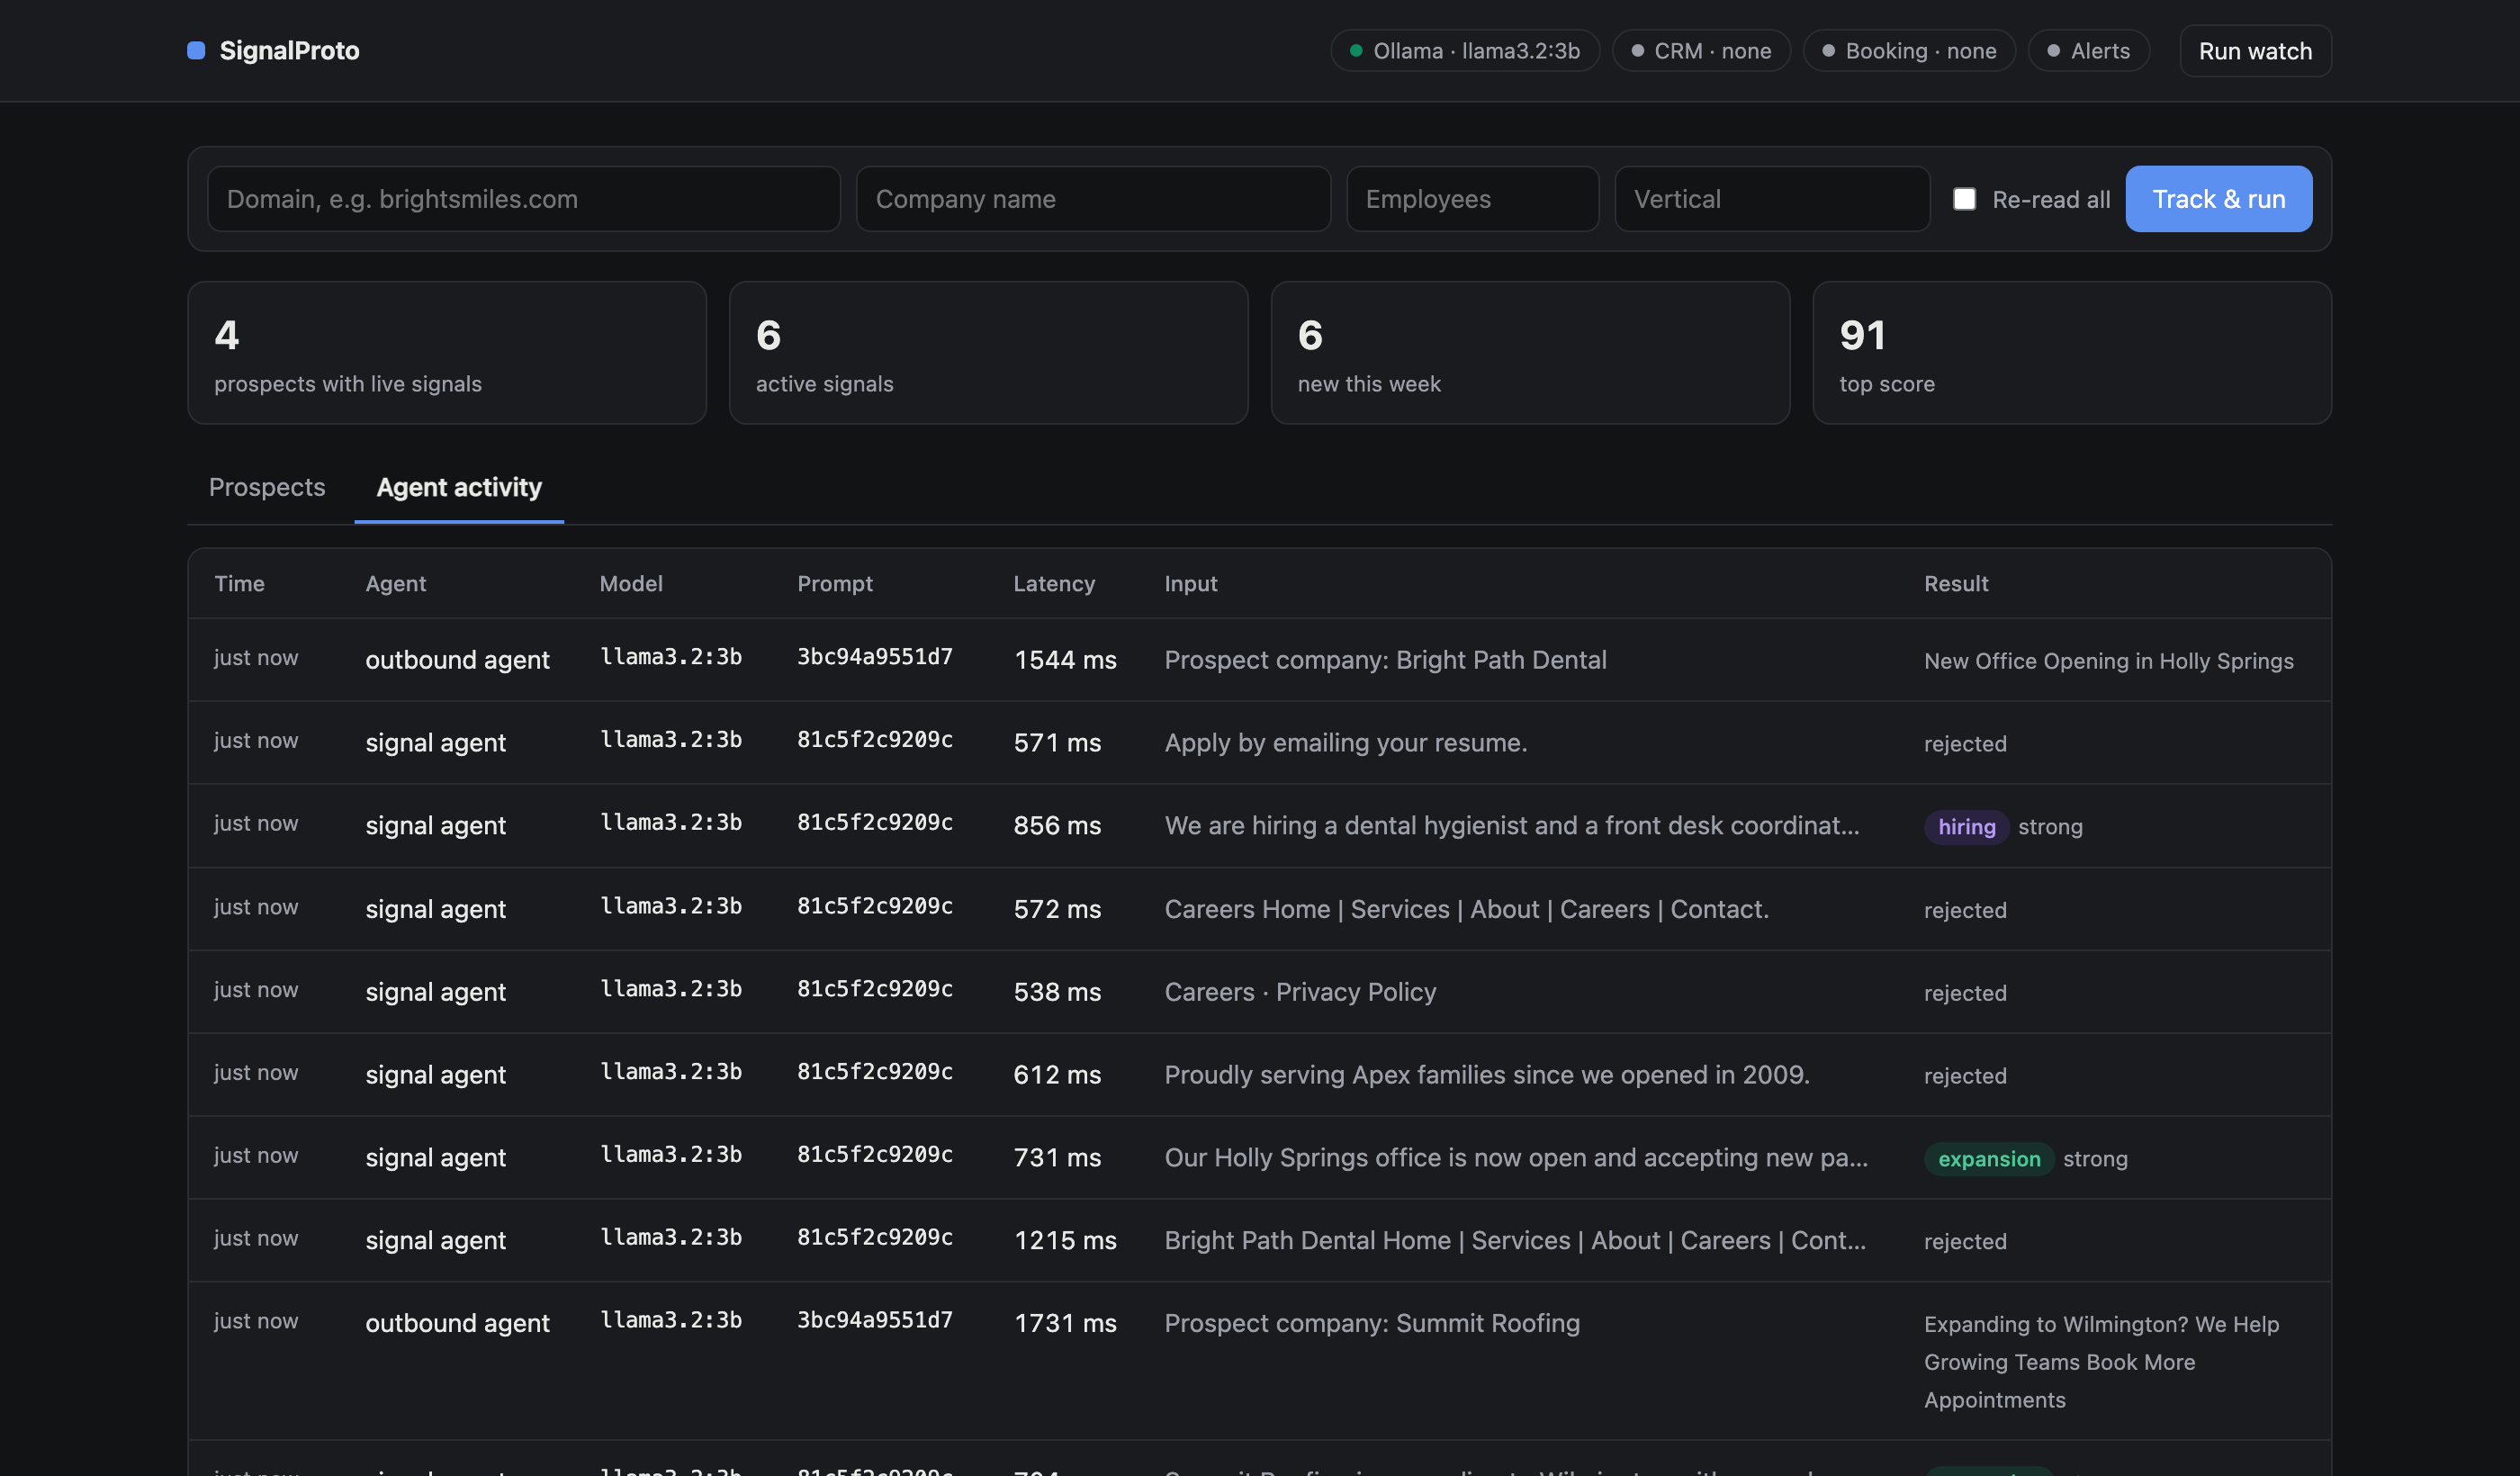 SignalProto
Ollama · llama3.2:3b
CRM · none
Booking · none
Alerts
Run watch
Domain, e.g. brightsmiles.com
Company name
Employees
Vertical
Re-read all
Track & run
4
prospects with live signals
6
active signals
6
new this week
91
top score
Prospects
Agent activity
Time Agent Model Prompt Latency Input Result
just now outbound agent llama3.2:3b 3bc94a9551d7 1544 ms Prospect company: Bright Path Dental New Office Opening in Holly Springs
just now signal agent llama3.2:3b 81c5f2c9209c 571 ms Apply by emailing your resume. rejected
just now signal agent llama3.2:3b 81c5f2c9209c 856 ms We are hiring a dental hygienist and a front desk coordinat... hiring strong
just now signal agent llama3.2:3b 81c5f2c9209c 572 ms Careers Home | Services | About | Careers | Contact. rejected
just now signal agent llama3.2:3b 81c5f2c9209c 538 ms Careers · Privacy Policy rejected
just now signal agent llama3.2:3b 81c5f2c9209c 612 ms Proudly serving Apex families since we opened in 2009. rejected
just now signal agent llama3.2:3b 81c5f2c9209c 731 ms Our Holly Springs office is now open and accepting new pa... expansion strong
just now signal agent llama3.2:3b 81c5f2c9209c 1215 ms Bright Path Dental Home | Services | About | Careers | Cont... rejected
just now outbound agent llama3.2:3b 3bc94a9551d7 1731 ms Prospect company: Summit Roofing Expanding to Wilmington? We Help
Growing Teams Book More
Appointments